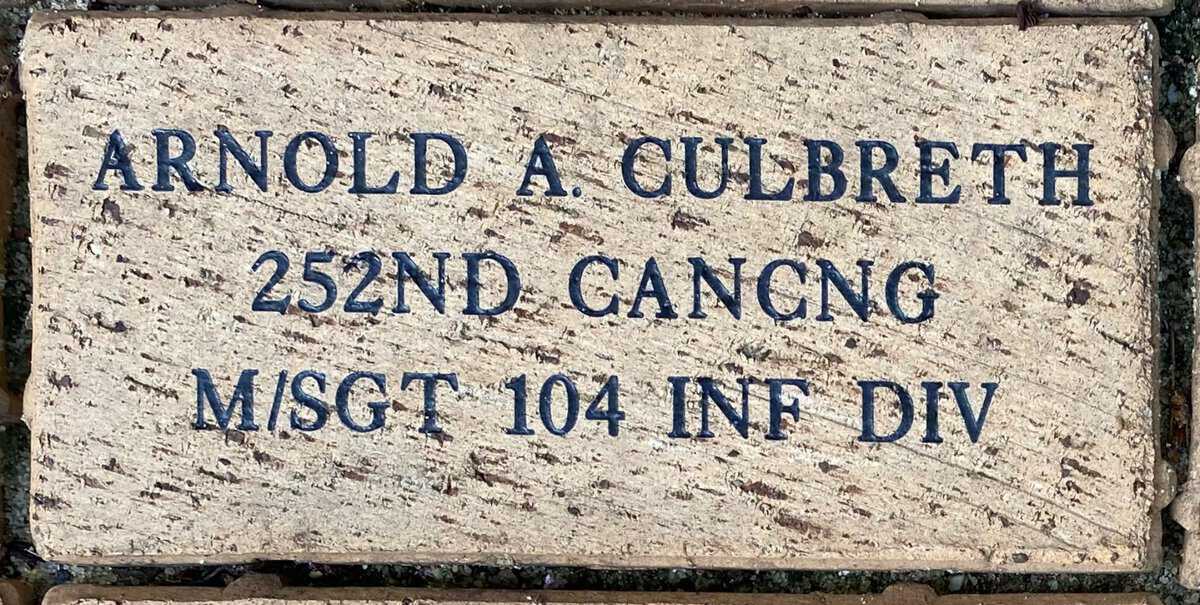 ARNOLD A. CULBRETH
252ND CANCNG
M/SGT 104 INF DIV